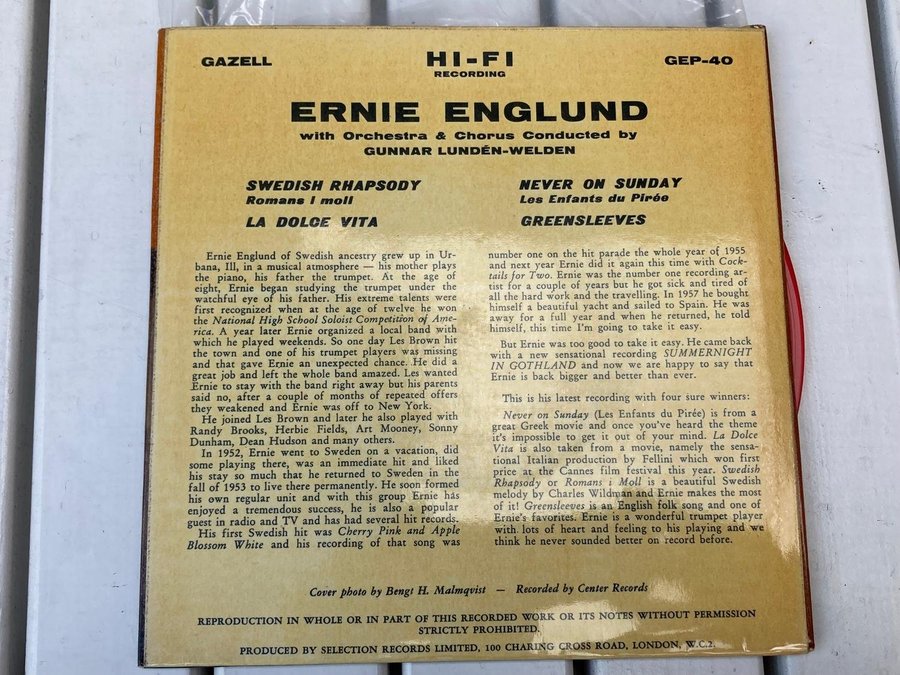 GAZELL
HI-FI
RECORDING
GEP-40
ERNIE ENGLUND
with Orchestra & Chorus Conducted by
GUNNAR LUNDÉN-WELDEN
SWEDISH RHAPSODY
Romans i moll
LA DOLCE VITA
NEVER ON SUNDAY
Les Enfants du Pirée
GREENSLEEVES
Ernie Englund of Swedish ancestry grew up in Ur-
bana, Ill, in a musical atmosphere — his mother plays
the piano, his father the trumpet. At the age of
eight, Ernie began studying the trumpet under the
watchful eye of his father. His extreme talents were
first recognized when at the age of twelve he won
the National High School Soloist Competition of Ame-
rica. A year later Ernie organized a local band with
which he played weekends. So one day Les Brown hit
the town and one of his trumpet players was missing
and that gave Ernie an unexpected chance. He did a
great job and left the whole band amazed. Les wanted
Ernie to stay with the band right away but his parents
said no, after a couple of months of repeated offers
they weakened and Ernie was off to New York.
He joined Les Brown and later he also played with
Randy Brooks, Herbie Fields, Art Mooney, Sonny
Dunham, Dean Hudson and many others.
In 1952, Ernie went to Sweden on a vacation, did
some playing there, was an immediate hit and liked
his stay so much that he returned to Sweden in the
fall of 1953 to live there permanently. He soon formed
his own regular unit and with this group Ernie has
enjoyed a tremendous success, he is also a popular
guest in radio and TV and has had several hit records.
His first Swedish hit was Cherry Pink and Apple
Blossom White and his recording of that song was
number one on the hit parade the whole year of 1955
and next year Ernie did it again this time with Cock-
tails for Two. Ernie was the number one recording ar-
tist for a couple of years but he got sick and tired of
all the hard work and the travelling. In 1957 he bought
himself a beautiful yacht and sailed to Spain. He was
away for a full year and when he returned, he told
himself, this time I'm going to take it easy.
But Ernie was too good to take it easy. He came back
with a new sensational recording SUMMERNIGHT
IN GOTHLAND and now we are happy to say that
Ernie is back bigger and better than ever.
This is his latest recording with four sure winners:
Never on Sunday (Les Enfants du Pirée) is from a
great Greek movie and once you've heard the theme
it's impossible to get it out of your mind. La Dolce
Vita is also taken from a movie, namely the sensa-
tional Italian production by Fellini which won first
price at the Cannes film festival this year. Swedish
Rhapsody or Romans i Moll is a beautiful Swedish
melody by Charles Wildman and Ernie makes the most
of it! Greensleeves is an English folk song and one of
Ernie's favorites. Ernie is a wonderful trumpet player
with lots of heart and feeling to his playing and we
think he never sounded better on record before.
Cover photo by Bengt H. Malmqvist — Recorded by Center Records
REPRODUCTION IN WHOLE OR IN PART OF THIS RECORDED WORK OR ITS NOTES WITHOUT PERMISSION
STRICTLY PROHIBITED.
PRODUCED BY SELECTION RECORDS LIMITED, 100 CHARING CROSS ROAD, LONDON, W.C.2.